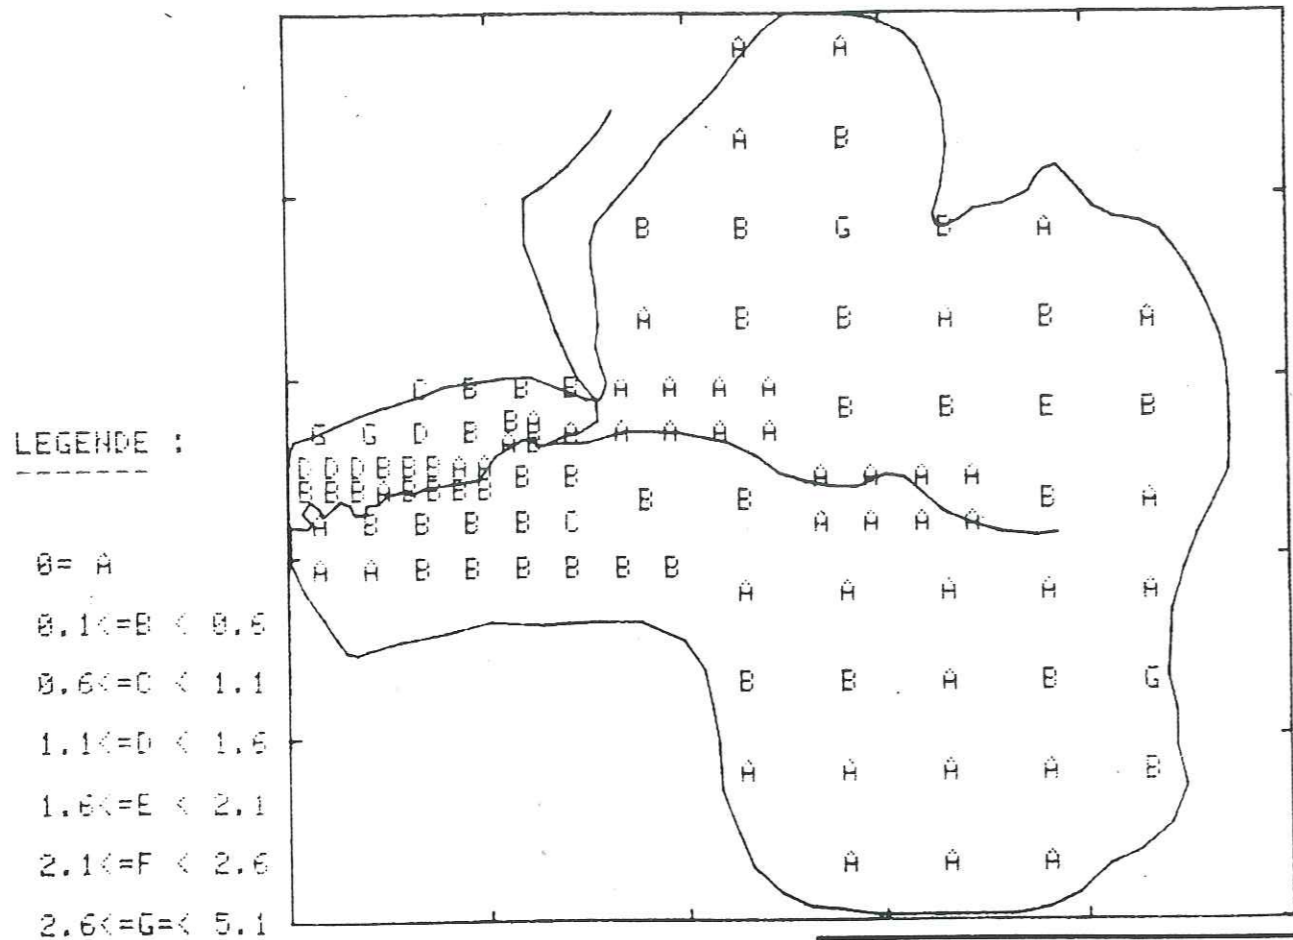 A A
A B
B B G E A
A B B A B A
C E B E A A A A
B B E B
B A
G G D B A B A A A A A
LEGENDE :
D D D B B B A A B B
B B B A B B B B
A A A A
B B B A
A B B B B C
A A A A
0= A
A A B B B B B B
A A A A A
0.1<=B < 0.6
0.6<=C < 1.1
B B A B G
1.1<=D < 1.6
A A A A B
1.6<=E < 2.1
2.1<=F < 2.6
A A A
2.6<=G=< 5.1